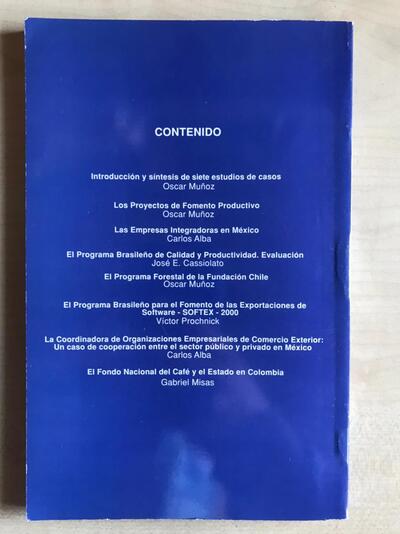 CONTENIDO
Introducción y síntesis de siete estudios de casos
Oscar Muñoz
Los Proyectos de Fomento Productivo
Oscar Muñoz
Las Empresas Integradoras en México
Carlos Alba
El Programa Brasileño de Calidad y Productividad. Evaluación
José E. Cassiolato
El Programa Forestal de la Fundación Chile
Oscar Muñoz
El Programa Brasileño para el Fomento de las Exportaciones de
Software - SOFTEX - 2000
Víctor Prochnick
La Coordinadora de Organizaciones Empresariales de Comercio Exterior:
Un caso de cooperación entre el sector público y privado en México
Carlos Alba
El Fondo Nacional del Café y el Estado en Colombia
Gabriel Misas